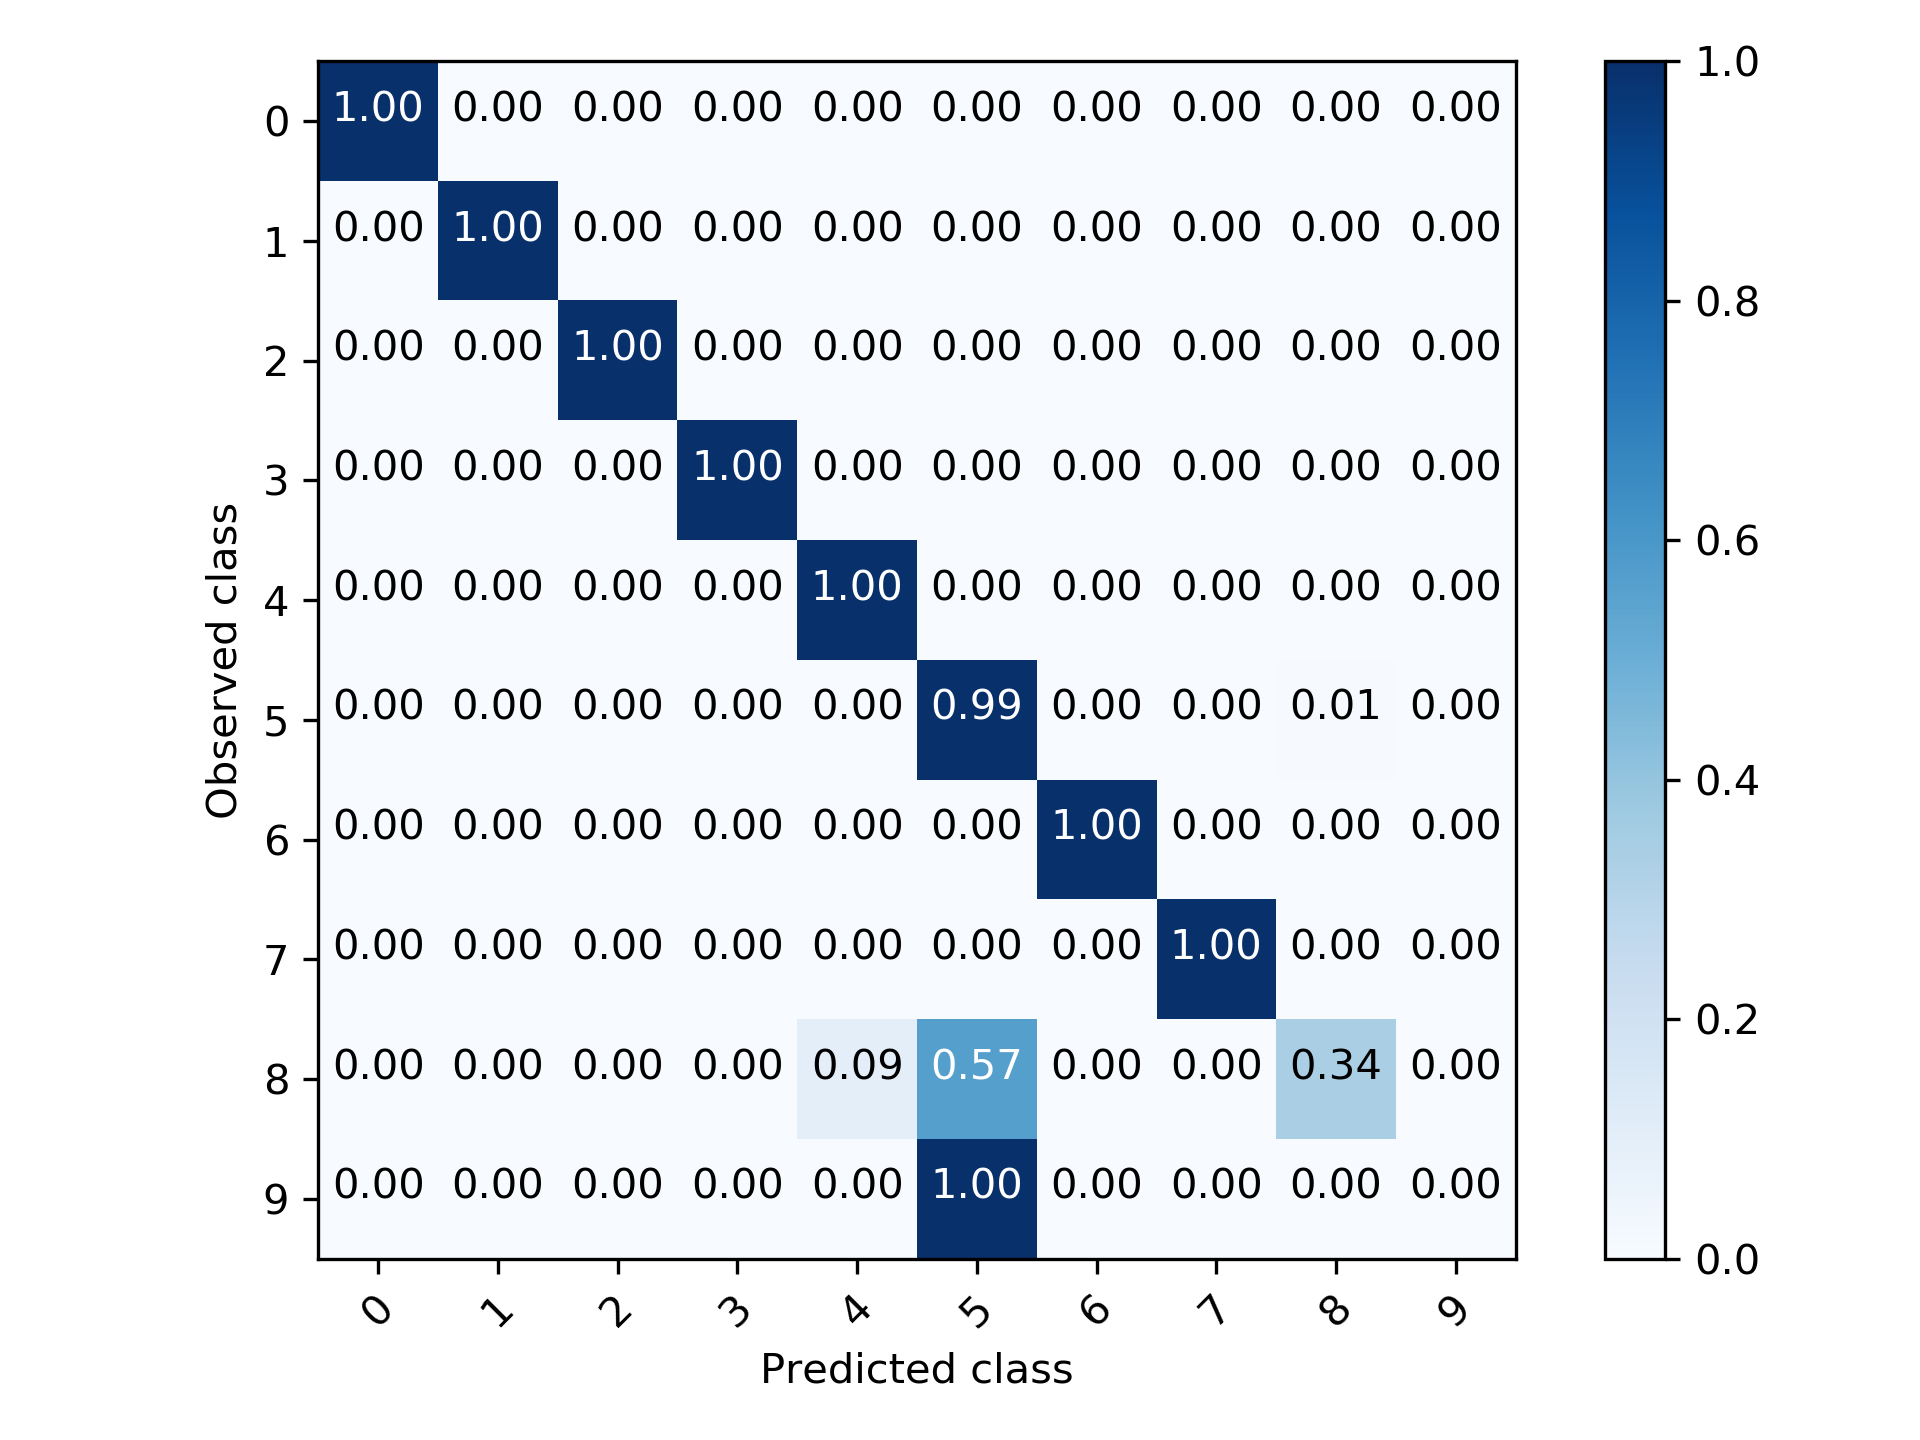 0 1.00 0.00 0.00 0.00 0.00 0.00 0.00 0.00 0.00 0.00
1 0.00 1.00 0.00 0.00 0.00 0.00 0.00 0.00 0.00 0.00
2 0.00 0.00 1.00 0.00 0.00 0.00 0.00 0.00 0.00 0.00
3 0.00 0.00 0.00 1.00 0.00 0.00 0.00 0.00 0.00 0.00
4 0.00 0.00 0.00 0.00 1.00 0.00 0.00 0.00 0.00 0.00
5 0.00 0.00 0.00 0.00 0.00 0.99 0.00 0.00 0.01 0.00
6 0.00 0.00 0.00 0.00 0.00 0.00 1.00 0.00 0.00 0.00
7 0.00 0.00 0.00 0.00 0.00 0.00 0.00 1.00 0.00 0.00
8 0.00 0.00 0.00 0.00 0.09 0.57 0.00 0.00 0.34 0.00
9 0.00 0.00 0.00 0.00 0.00 1.00 0.00 0.00 0.00 0.00
0 1 2 3 4 5 6 7 8 9
Predicted class
Observed class
1.0
0.8
0.6
0.4
0.2
0.0